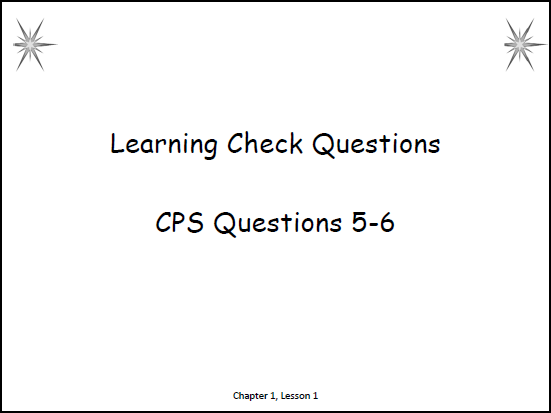 Learning Check Questions
CPS Questions 5-6
Chapter 1, Lesson 1